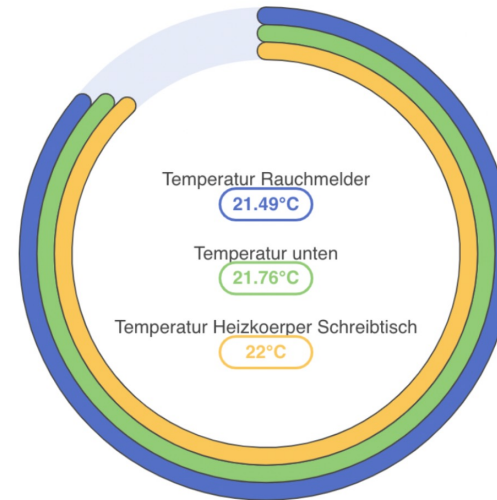 Temperatur Rauchmelder
21.49°C
Temperatur unten
21.76°C
Temperatur Heizkoerper Schreibtisch
22°C